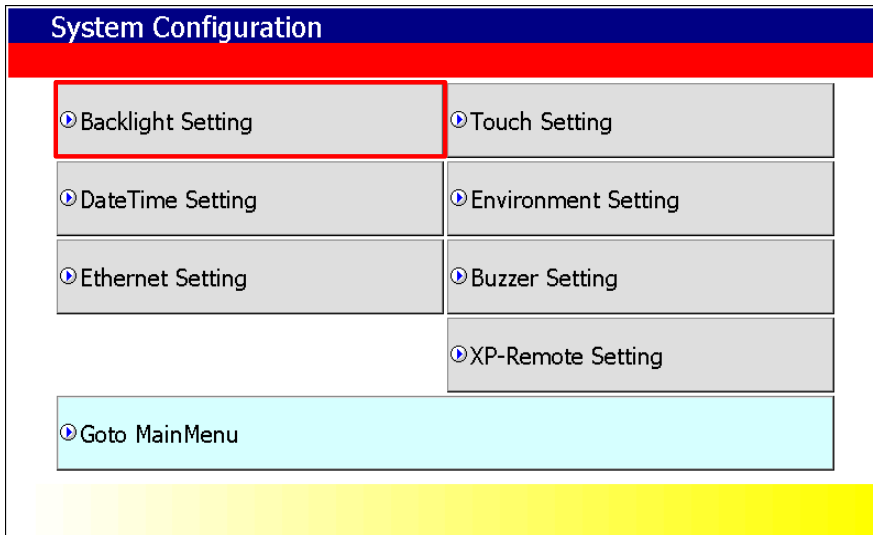 System Configuration
Backlight Setting
Touch Setting
DateTime Setting
Environment Setting
Ethernet Setting
Buzzer Setting
XP-Remote Setting
Goto MainMenu